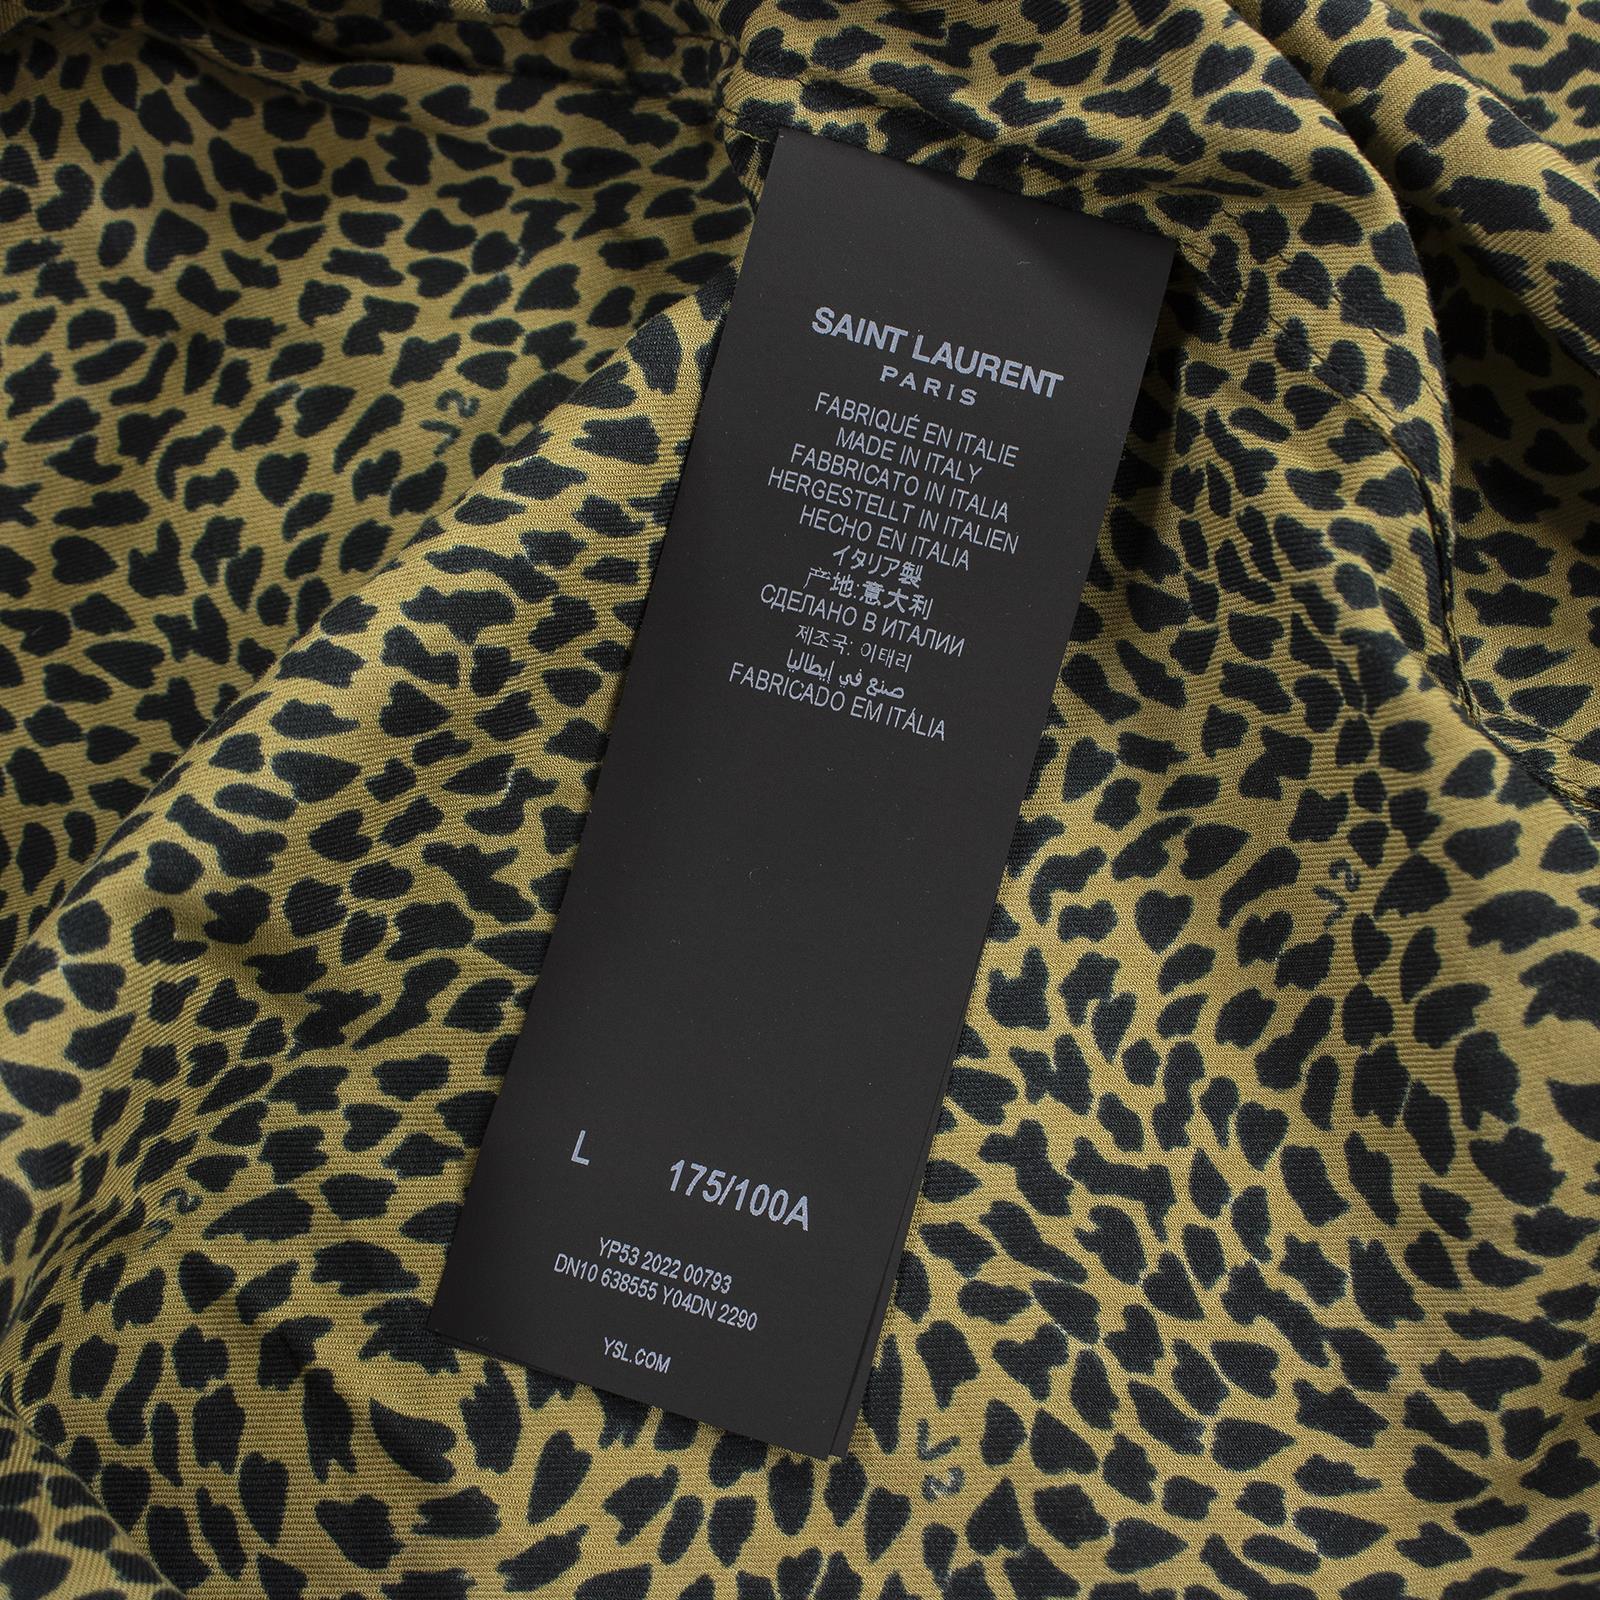 SAINT LAURENT
PARIS
FABRIQUÉ EN ITALIE
MADE IN ITALY
FABBRICATO IN ITALIA
HERGESTELLT IN ITALIEN
HECHO EN ITALIA
イタリア製
产地:意大利
СДЕЛАНО В ИТАЛИИ
제조국: 이태리
صنع في إيطاليا
FABRICADO EM ITÁLIA
L 175/100A
YP53 2022 00793
DN10 638555 Y04DN 2290
YSL.COM